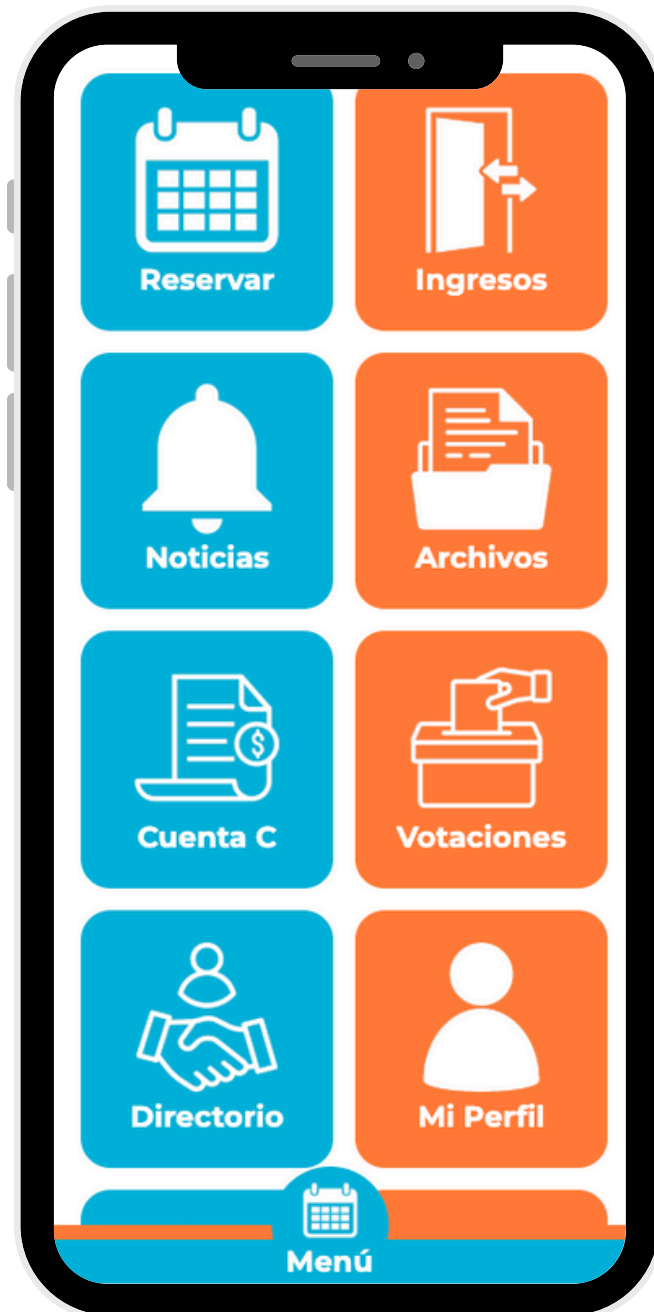 Reservar
Ingresos
Noticias
Archivos
$
Cuenta C
Votaciones
Directorio
Mi Perfil
Menú